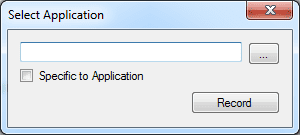 Select Application
...
Specific to Application
Record